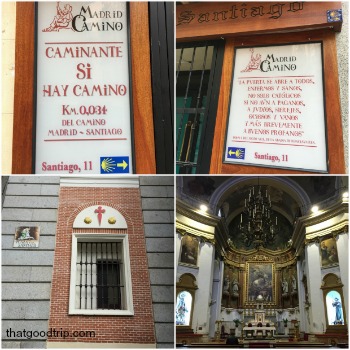 Madrid
Camino
CAMINANTE
SI
HAY CAMINO
Km. 0,031
DEL CAMINO
MADRID ~ SANTIAGO
Santiago, 11
Santiago
Madrid
Camino
LA PUERTA SE ABRE A TODOS,
ENFERMOS Y SANOS,
NO SOLO CATÓLICOS
SI NO AÚN A PAGANOS,
A JUDÍOS, HEREJES,
OCIOSOS Y VANOS
Y MÁS BREVEMENTE
A BUENOS PROFANOS
Santiago, 11
thatgoodtrip.com